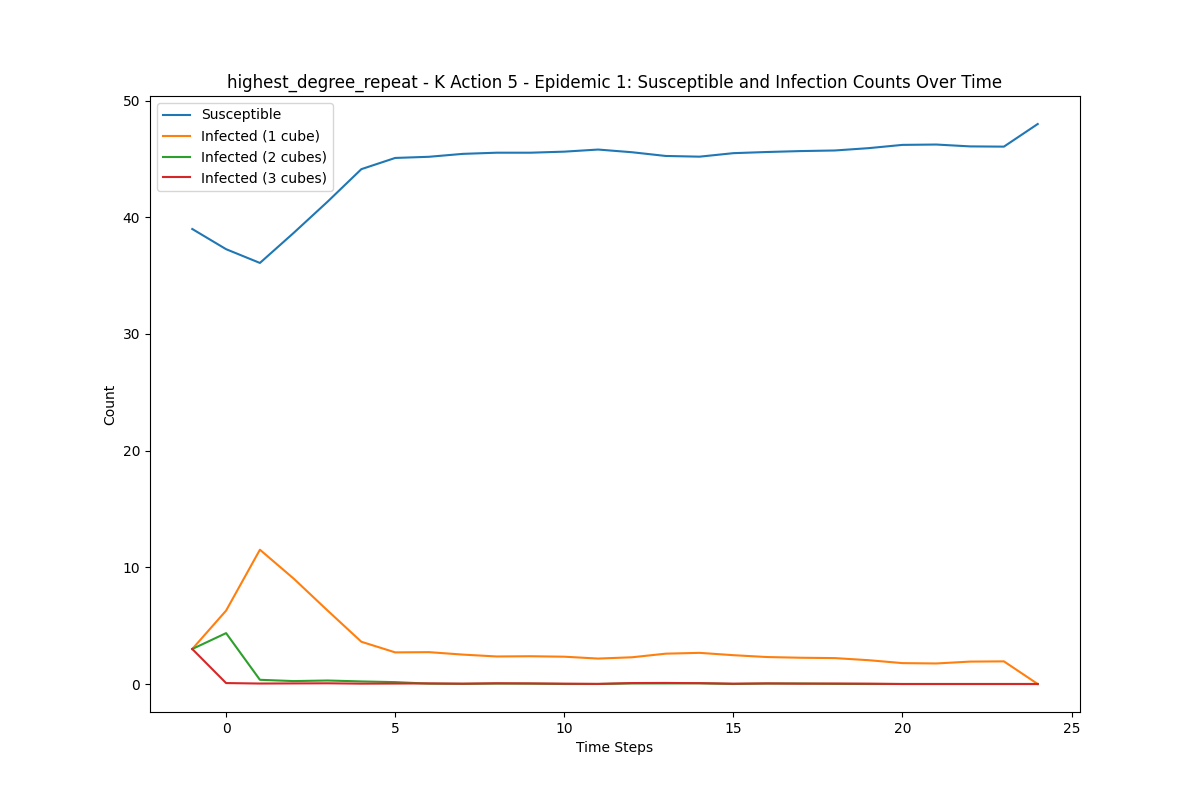 highest_degree_repeat - K Action 5 - Epidemic 1: Susceptible and Infection Counts Over Time
50
Susceptible
Infected (1 cube)
Infected (2 cubes)
Infected (3 cubes)
40
30
Count
20
10
0
0 5 10 15 20 25
Time Steps